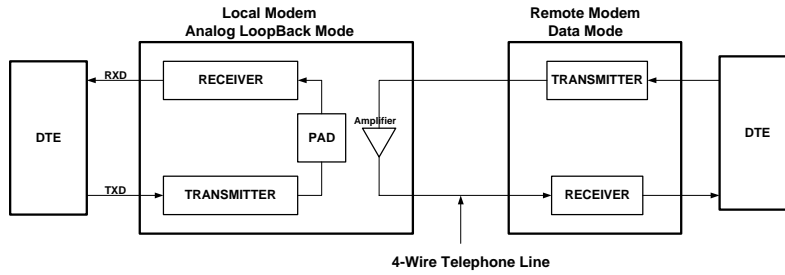 Local Modem
Analog LoopBack Mode
Remote Modem
Data Mode
RXD
RECEIVER
TRANSMITTER
Amplifier
DTE
PAD
DTE
TXD
TRANSMITTER
RECEIVER
4-Wire Telephone Line